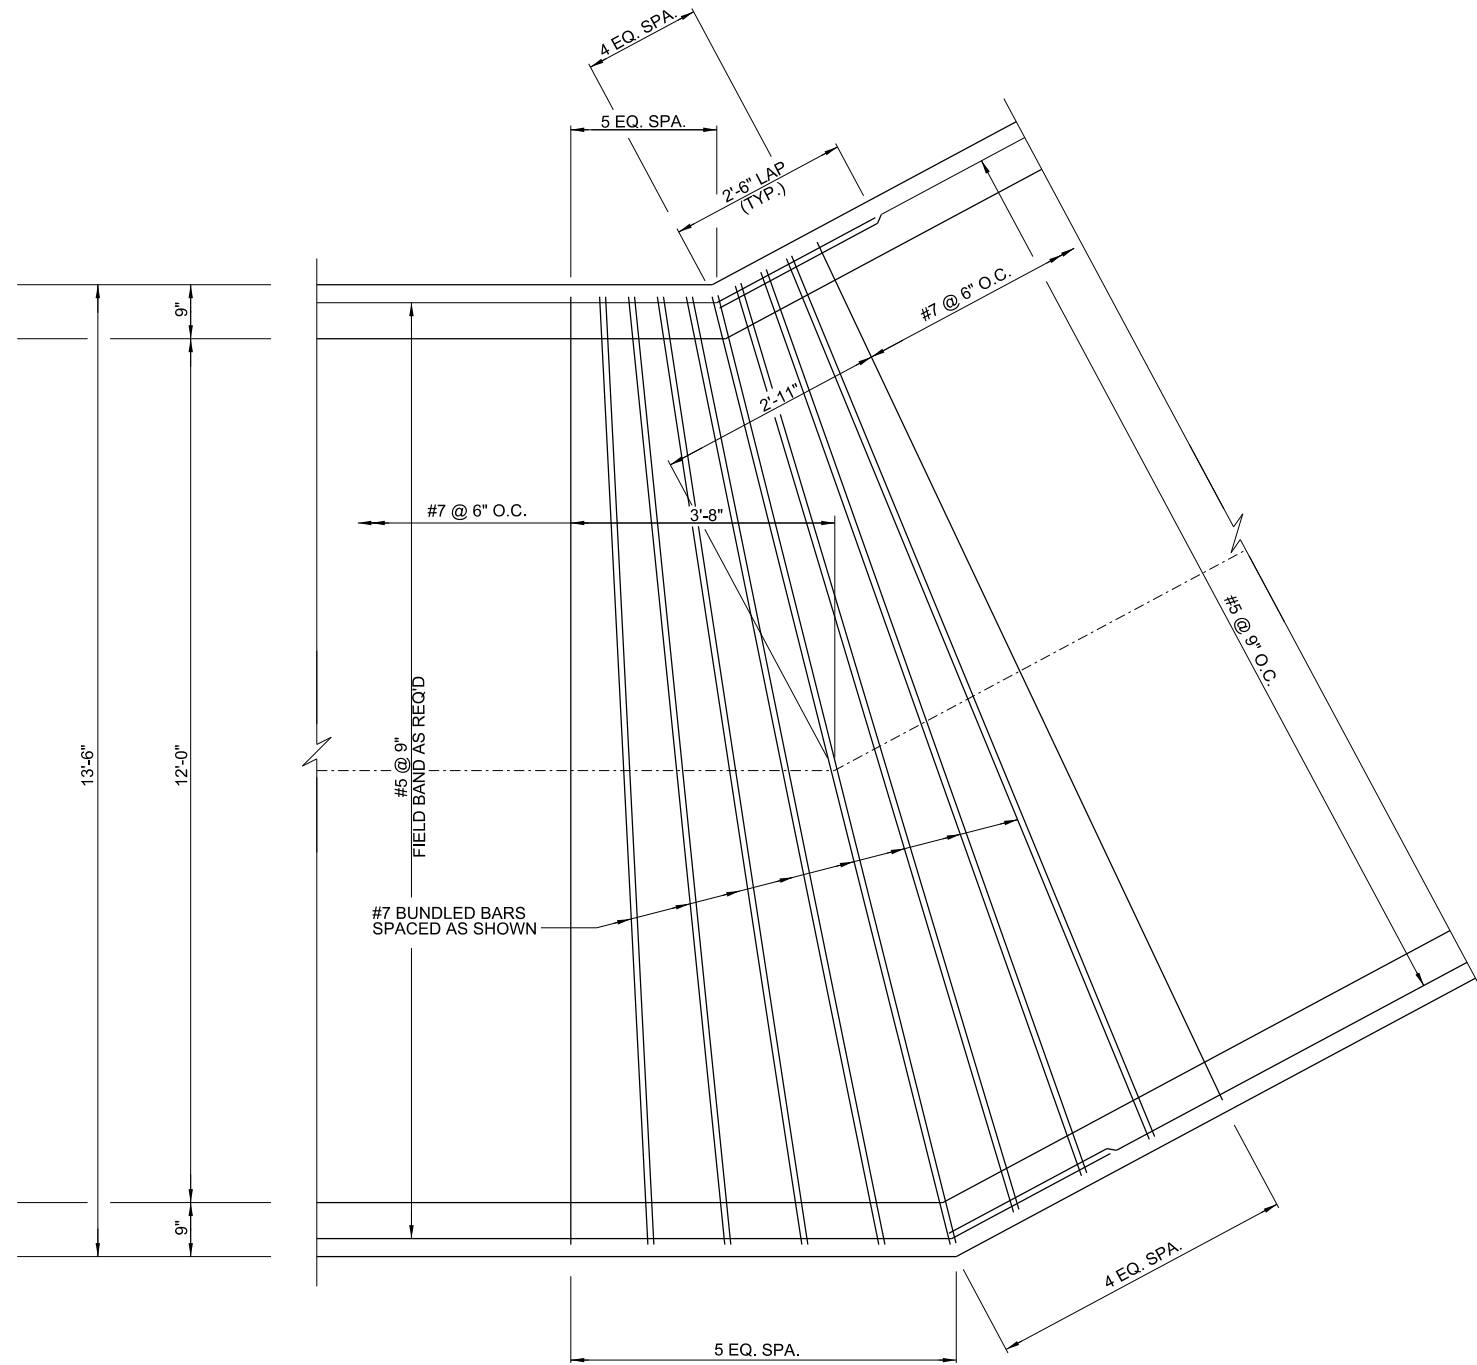 4 EQ. SPA.
5 EQ. SPA.
2'-6" LAP
(TYP.)
9"
#7 @ 6" O.C.
2'-11"
#7 @ 6" O.C.
3'-8"
#5 @ 9" O.C.
13'-6"
12'-0"
#5 @ 9"
FIELD BAND AS REQ'D
#7 BUNDLED BARS
SPACED AS SHOWN
9"
4 EQ. SPA.
5 EQ. SPA.